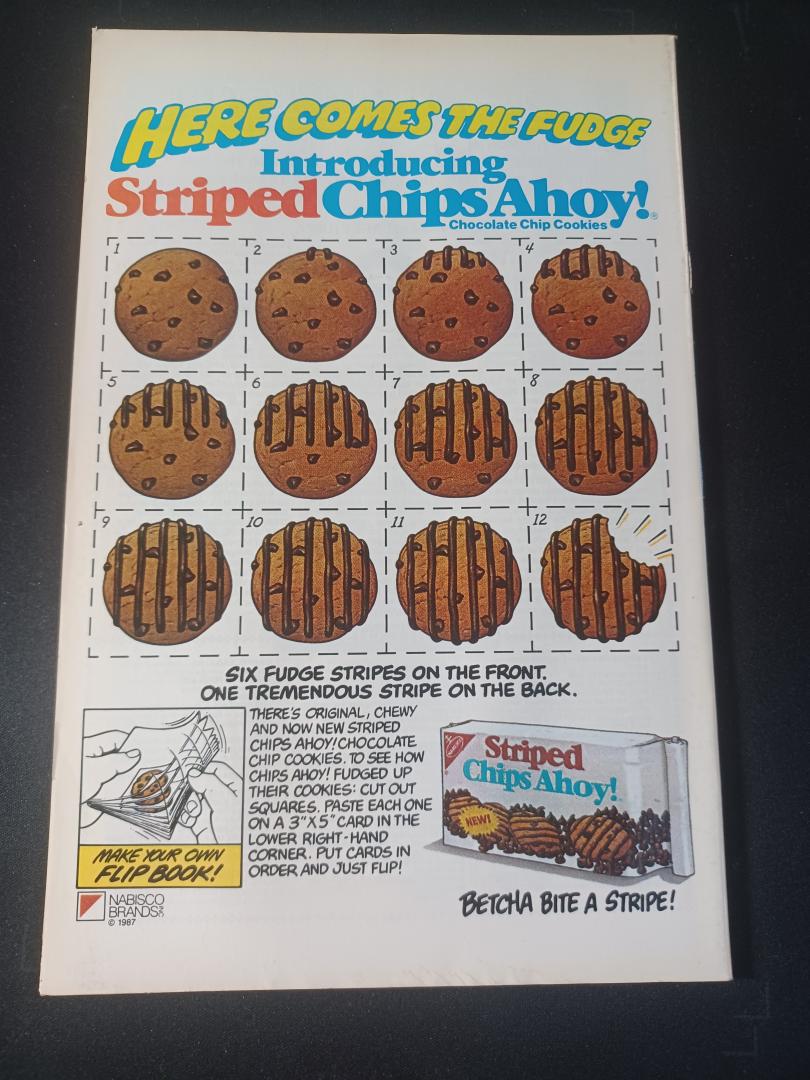 HERE COMES THE FUDGE
Introducing
Striped Chips Ahoy!®
Chocolate Chip Cookies
1 2 3 4
5 6 7 8
9 10 11 12
SIX FUDGE STRIPES ON THE FRONT.
ONE TREMENDOUS STRIPE ON THE BACK.
THERE'S ORIGINAL, CHEWY
AND NOW NEW STRIPED
CHIPS AHOY! CHOCOLATE
CHIP COOKIES. TO SEE HOW
CHIPS AHOY! FUDGED UP
THEIR COOKIES: CUT OUT
SQUARES. PASTE EACH ONE
ON A 3"X5" CARD IN THE
LOWER RIGHT-HAND
CORNER. PUT CARDS IN
ORDER AND JUST FLIP!
MAKE YOUR OWN
FLIP BOOK!
NABISCO
Striped
Chips Ahoy!
NEW!
NABISCO
BRANDS INC
© 1987
BETCHA BITE A STRIPE!